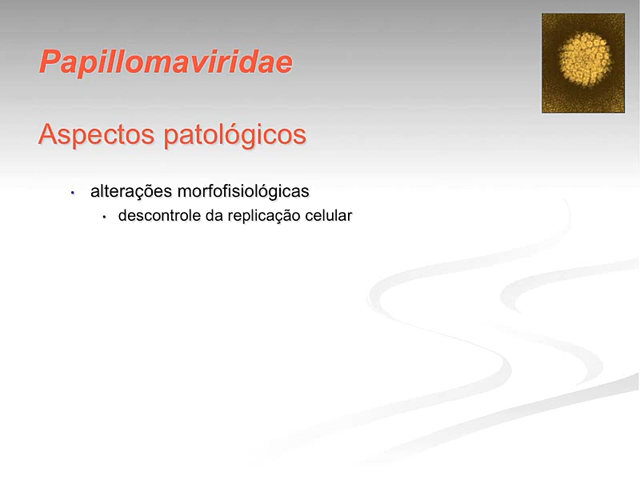 Papillomaviridae
Aspectos patológicos
• alterações morfofisiológicas
• descontrole da replicação celular